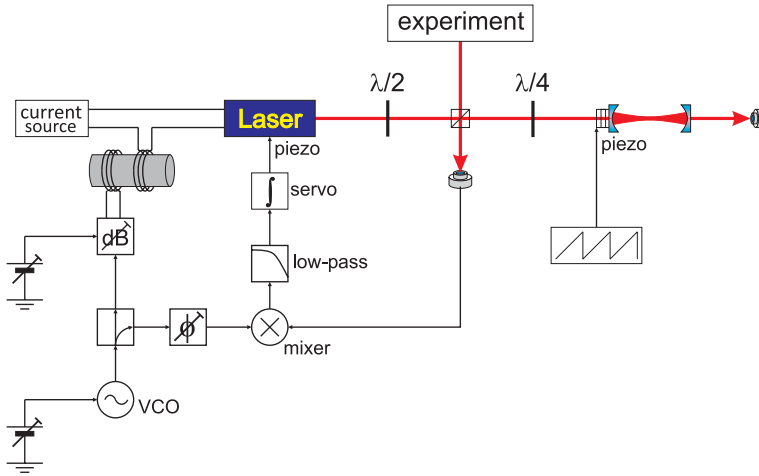 experiment
λ/2
λ/4
current
source
Laser
piezo
piezo
servo
∫
dB
low-pass
ϕ
mixer
VCO